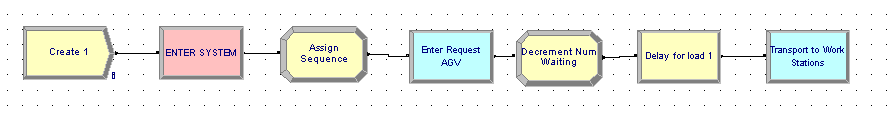 Create 1
ENTER SYSTEM
Assign
Sequence
Enter Request
AGV
Decrement Num
Waiting
Delay for load 1
Transport to Work
Stations